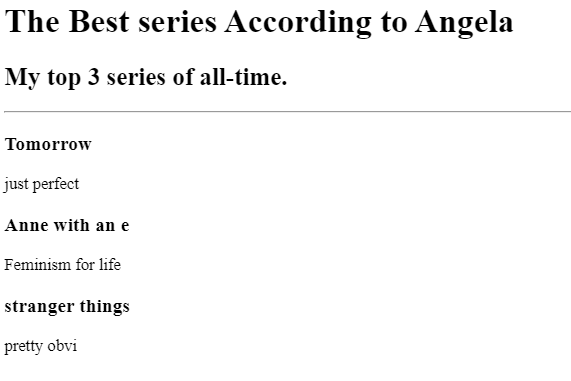 The Best series According to Angela
My top 3 series of all-time.
Tomorrow
just perfect
Anne with an e
Feminism for life
stranger things
pretty obvi